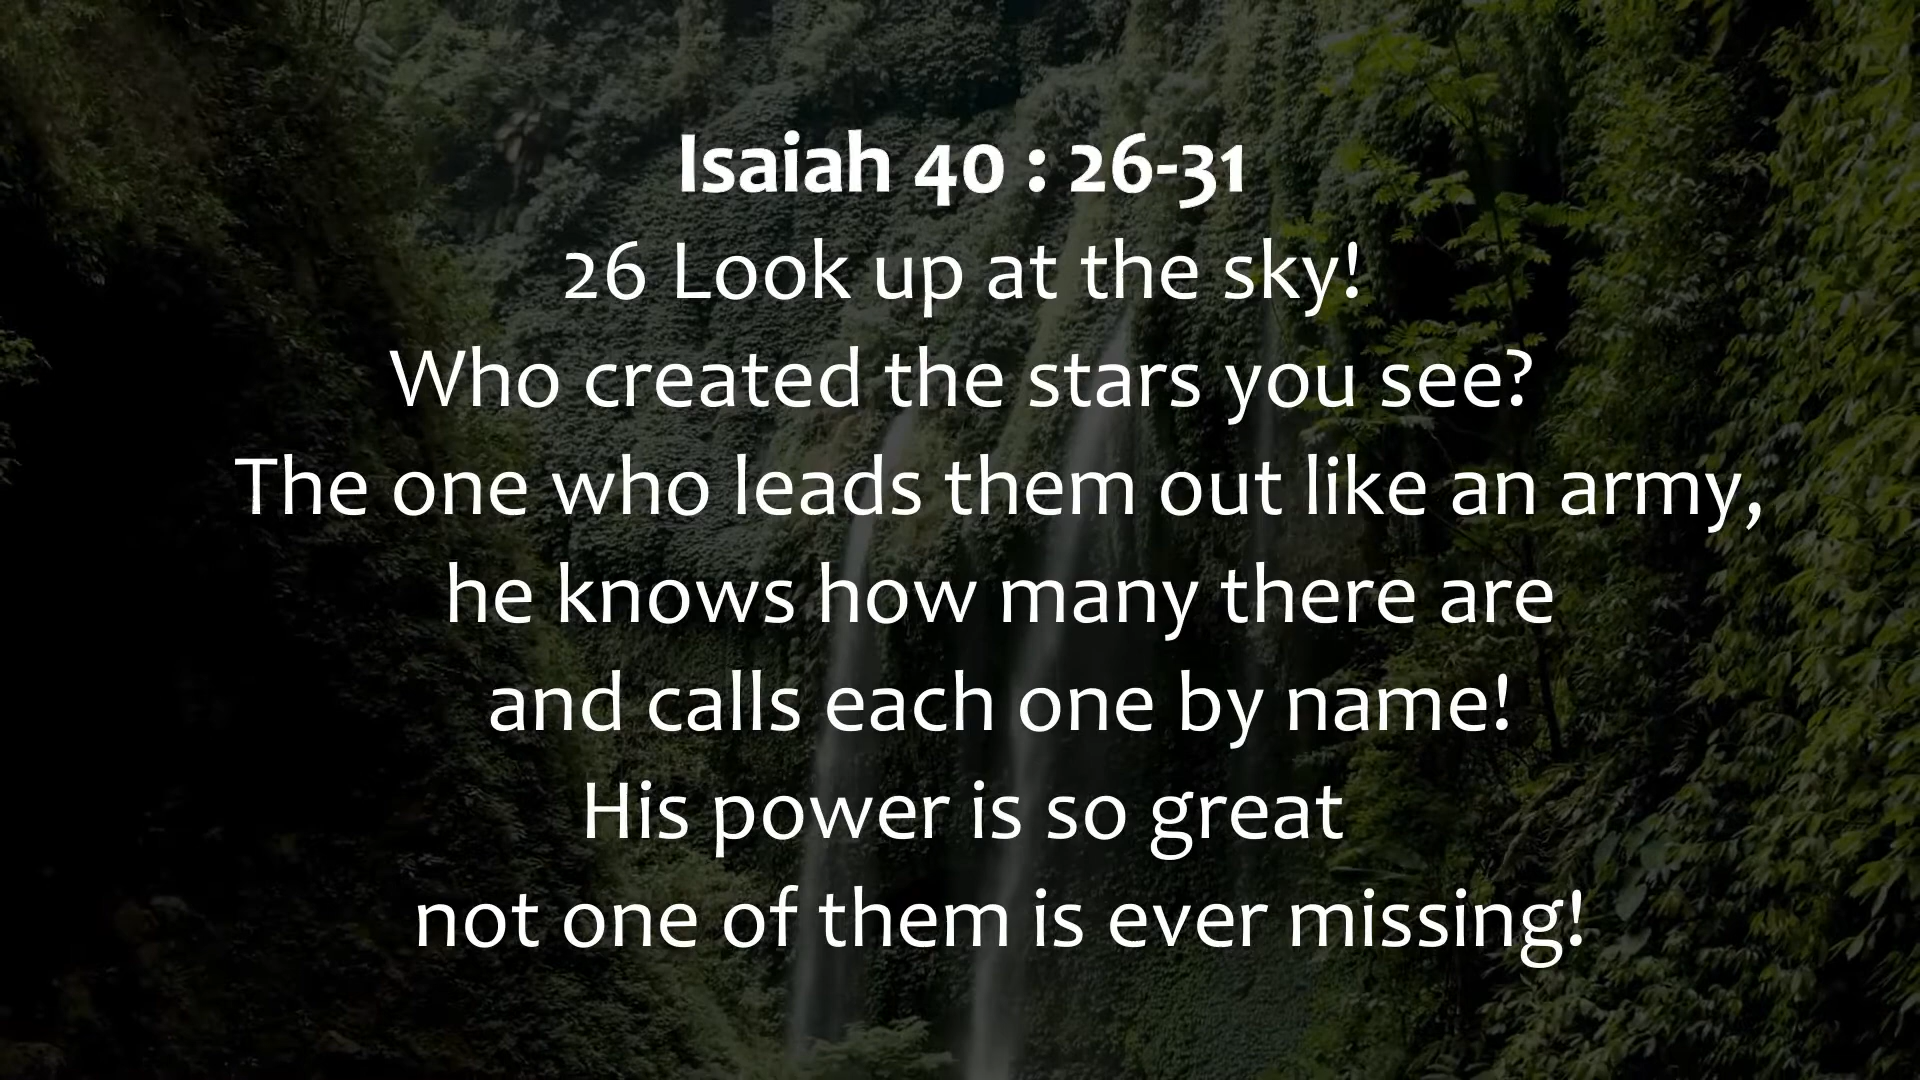 Isaiah 40 : 26-31
26 Look up at the sky!
Who created the stars you see?
The one who leads them out like an army,
he knows how many there are
and calls each one by name!
His power is so great
not one of them is ever missing!